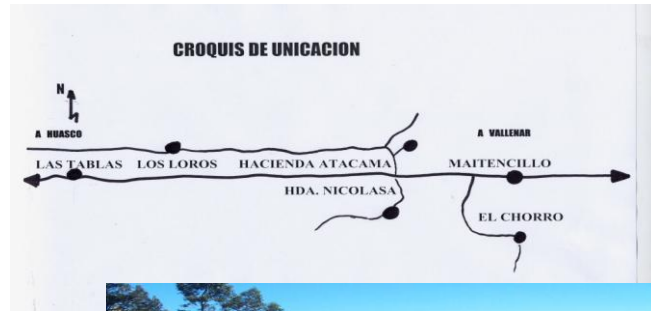 CROQUIS DE UNICACION
N
A HUASCO
A VALLENAR
LAS TABLAS LOS LOROS HACIENDA ATACAMA MAITENCILLO
HDA. NICOLASA
EL CHORRO